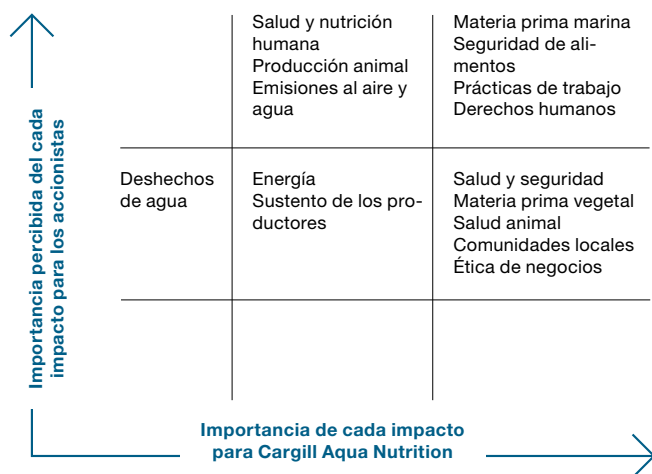 Salud y nutrición
humana
Producción animal
Emisiones al aire y
agua
Materia prima marina
Seguridad de ali-
mentos
Prácticas de trabajo
Derechos humanos
Deshechos
de agua
Energía
Sustento de los pro-
ductores
Salud y seguridad
Materia prima vegetal
Salud animal
Comunidades locales
Ética de negocios
Importancia percibida del cada
impacto para los accionistas
Importancia de cada impacto
para Cargill Aqua Nutrition